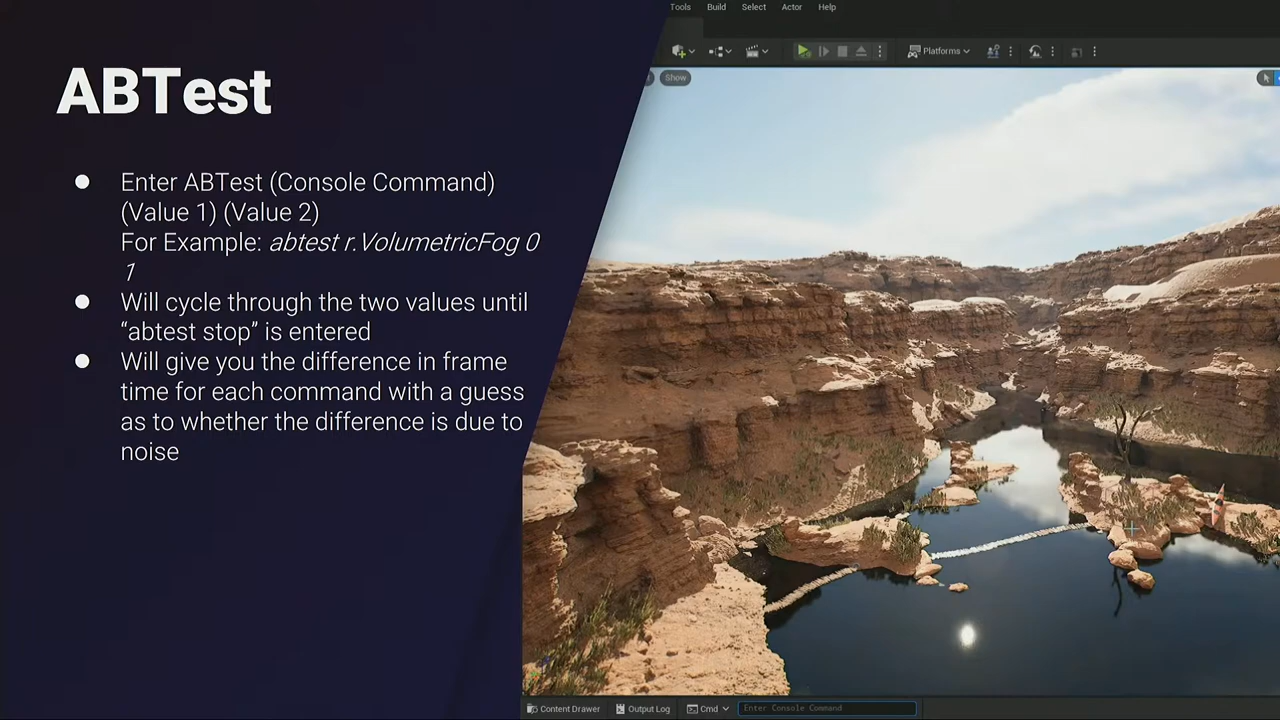 Tools Build Select Actor Help
Platforms
Show
ABTest
● Enter ABTest (Console Command)
(Value 1) (Value 2)
For Example: abtest r.VolumetricFog 0
1
● Will cycle through the two values until
“abtest stop” is entered
● Will give you the difference in frame
time for each command with a guess
as to whether the difference is due to
noise
Content Drawer Output Log Cmd Enter Console Command